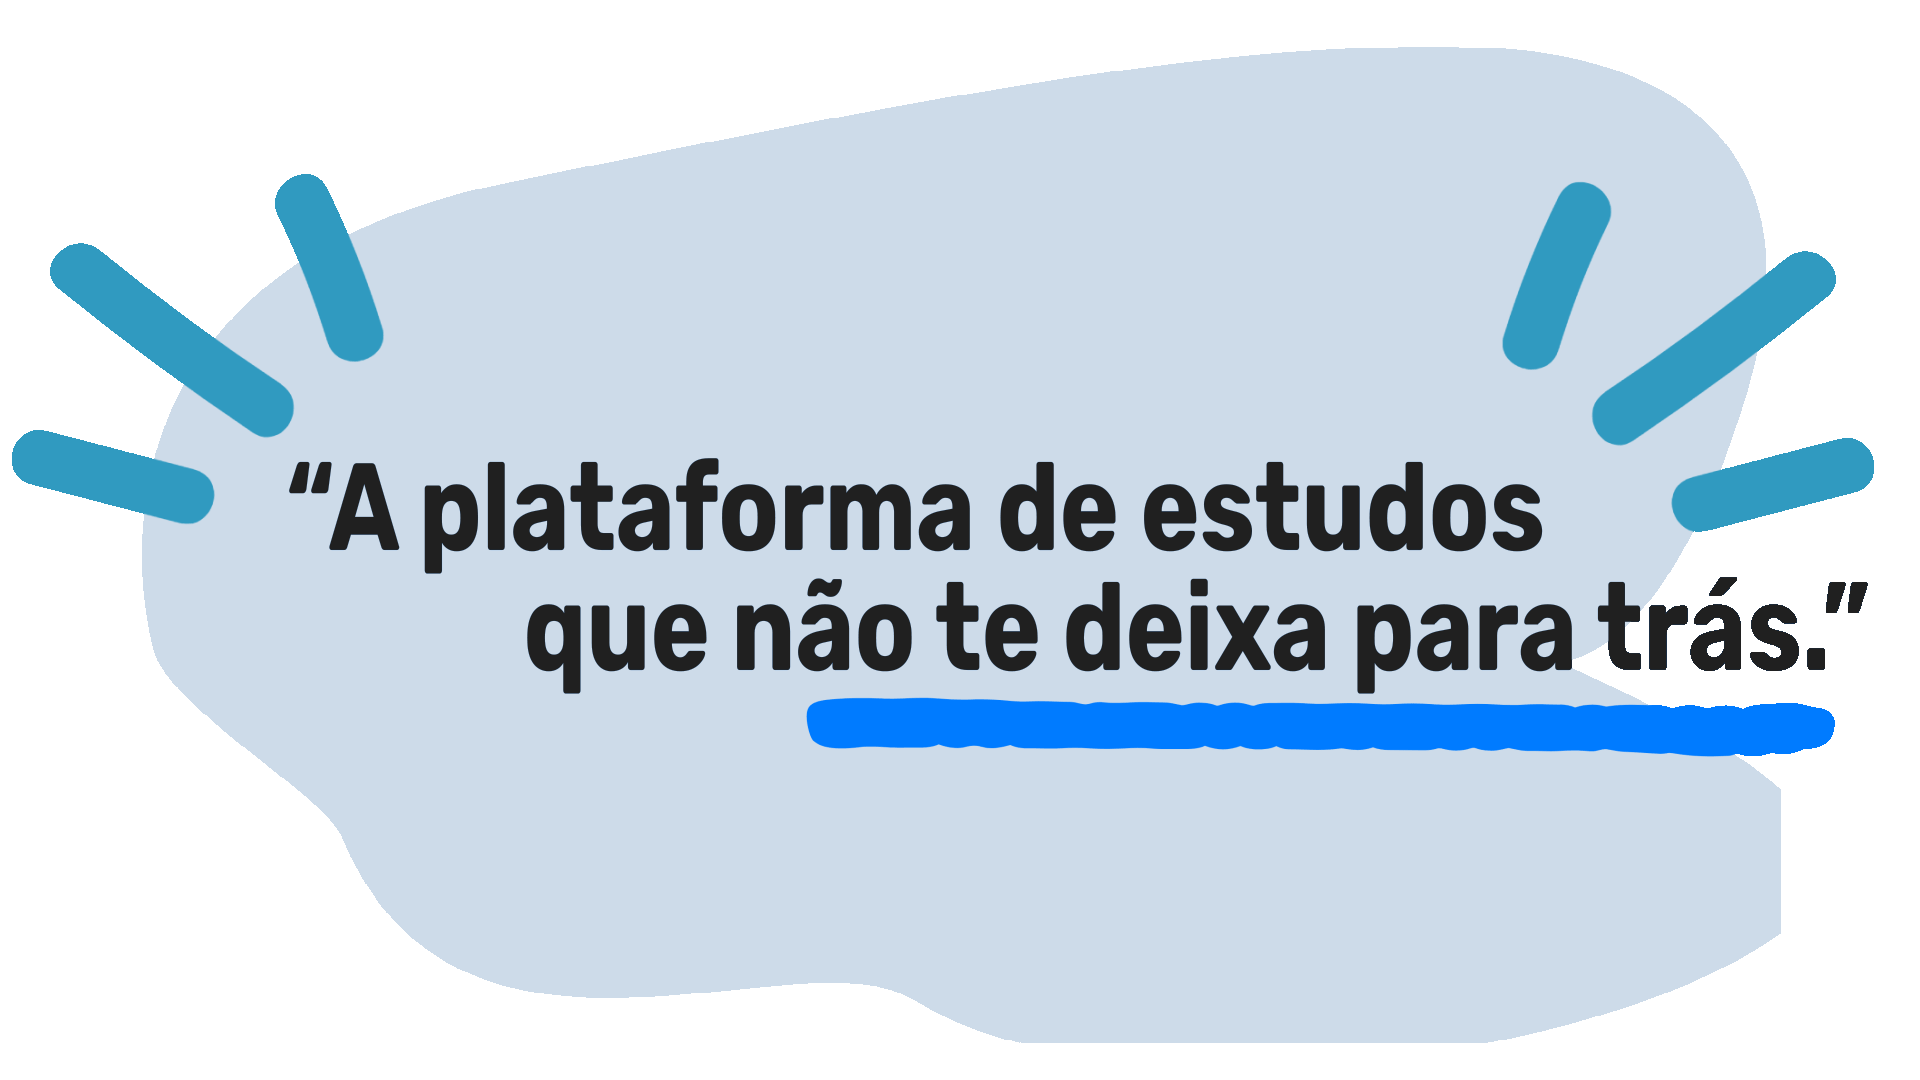 “A plataforma de estudos
que não te deixa para trás.”